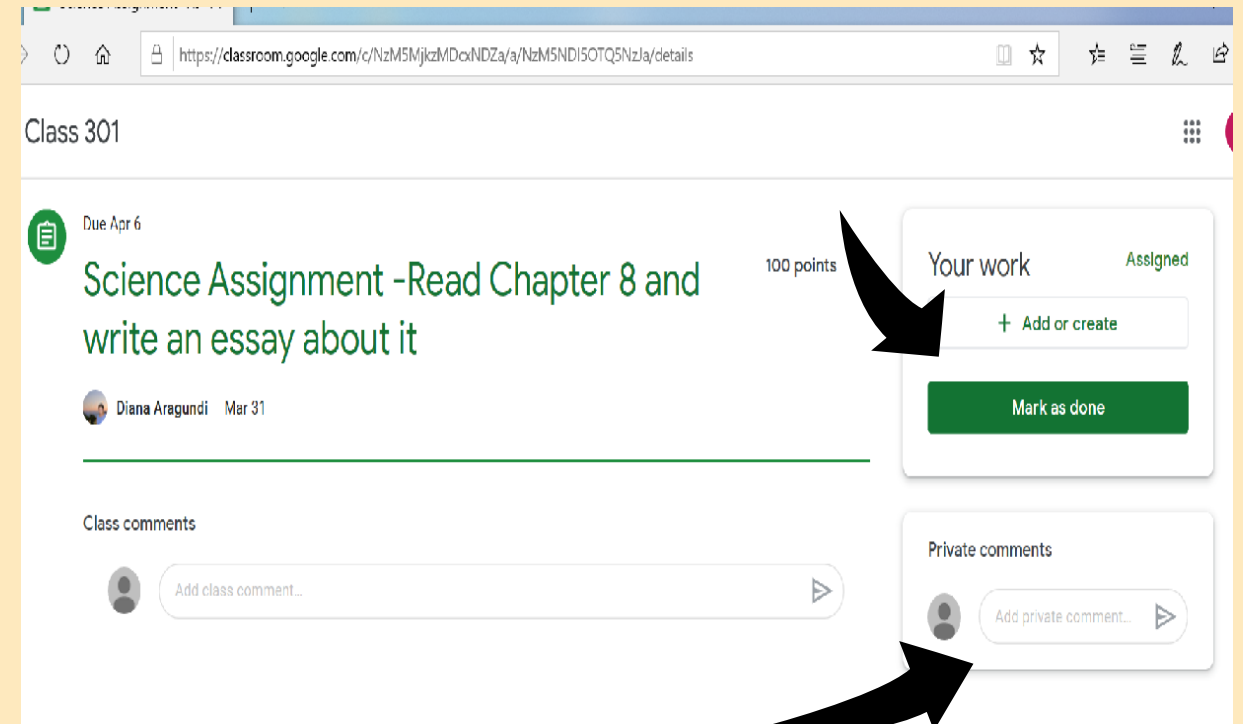 https://classroom.google.com/c/NzM5MjkzMDcxNDZa/a/NzM5NDI5OTQ5NzJa/details
Class 301
Due Apr 6
Science Assignment -Read Chapter 8 and
write an essay about it
100 points
Diana Aragundi Mar 31
Class comments
Add class comment...
Your work
Assigned
+ Add or create
Mark as done
Private comments
Add private comment...